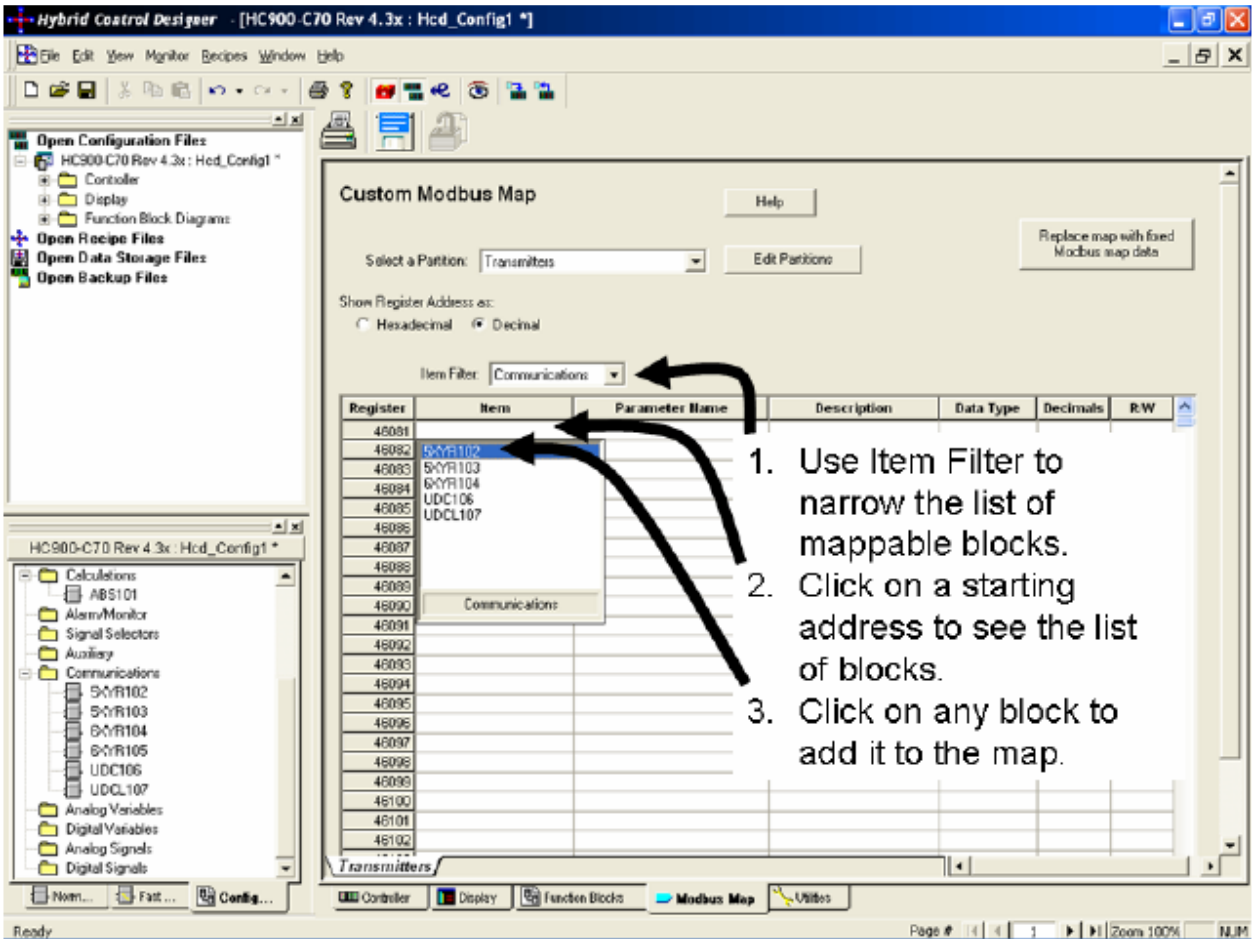 Hybrid Control Designer - [HC900-C70 Rev 4.3x : Hcd_Config1 *]
File Edit View Monitor Recipes Window Help
Open Configuration Files
HC900-C70 Rev 4.3x : Hcd_Config1 *
Controller
Display
Function Block Diagrams
Open Recipe Files
Open Data Storage Files
Open Backup Files
HC900-C70 Rev 4.3x : Hcd_Config1 *
Calculations
ABS101
Alarm/Monitor
Signal Selectors
Auxiliary
Communications
5XYR102
5XYR103
6XYR104
6XYR105
UDC106
UDCL107
Analog Variables
Digital Variables
Analog Signals
Digital Signals
Norm... Fast ... Config...
Custom Modbus Map
Help
Replace map with fixed
Modbus map data
Select a Partition: Transmitters
Edit Partitions
Show Register Address as:
Hexadecimal Decimal
Item Filter: Communications
Register Item Parameter Name Description Data Type Decimals R/W
46081
46082
46083
46084
46085
46086
46087
46088
46089
46090
46091
46092
46093
46094
46095
46096
46097
46098
46099
46100
46101
46102
5XYR102
5XYR103
6XYR104
UDC106
UDCL107
Communications
1. Use Item Filter to
narrow the list of
mappable blocks.
2. Click on a starting
address to see the list
of blocks.
3. Click on any block to
add it to the map.
Transmitters
Controller Display Function Blocks Modbus Map Utilities
Ready
Page # 1 Zoom 100% NUM